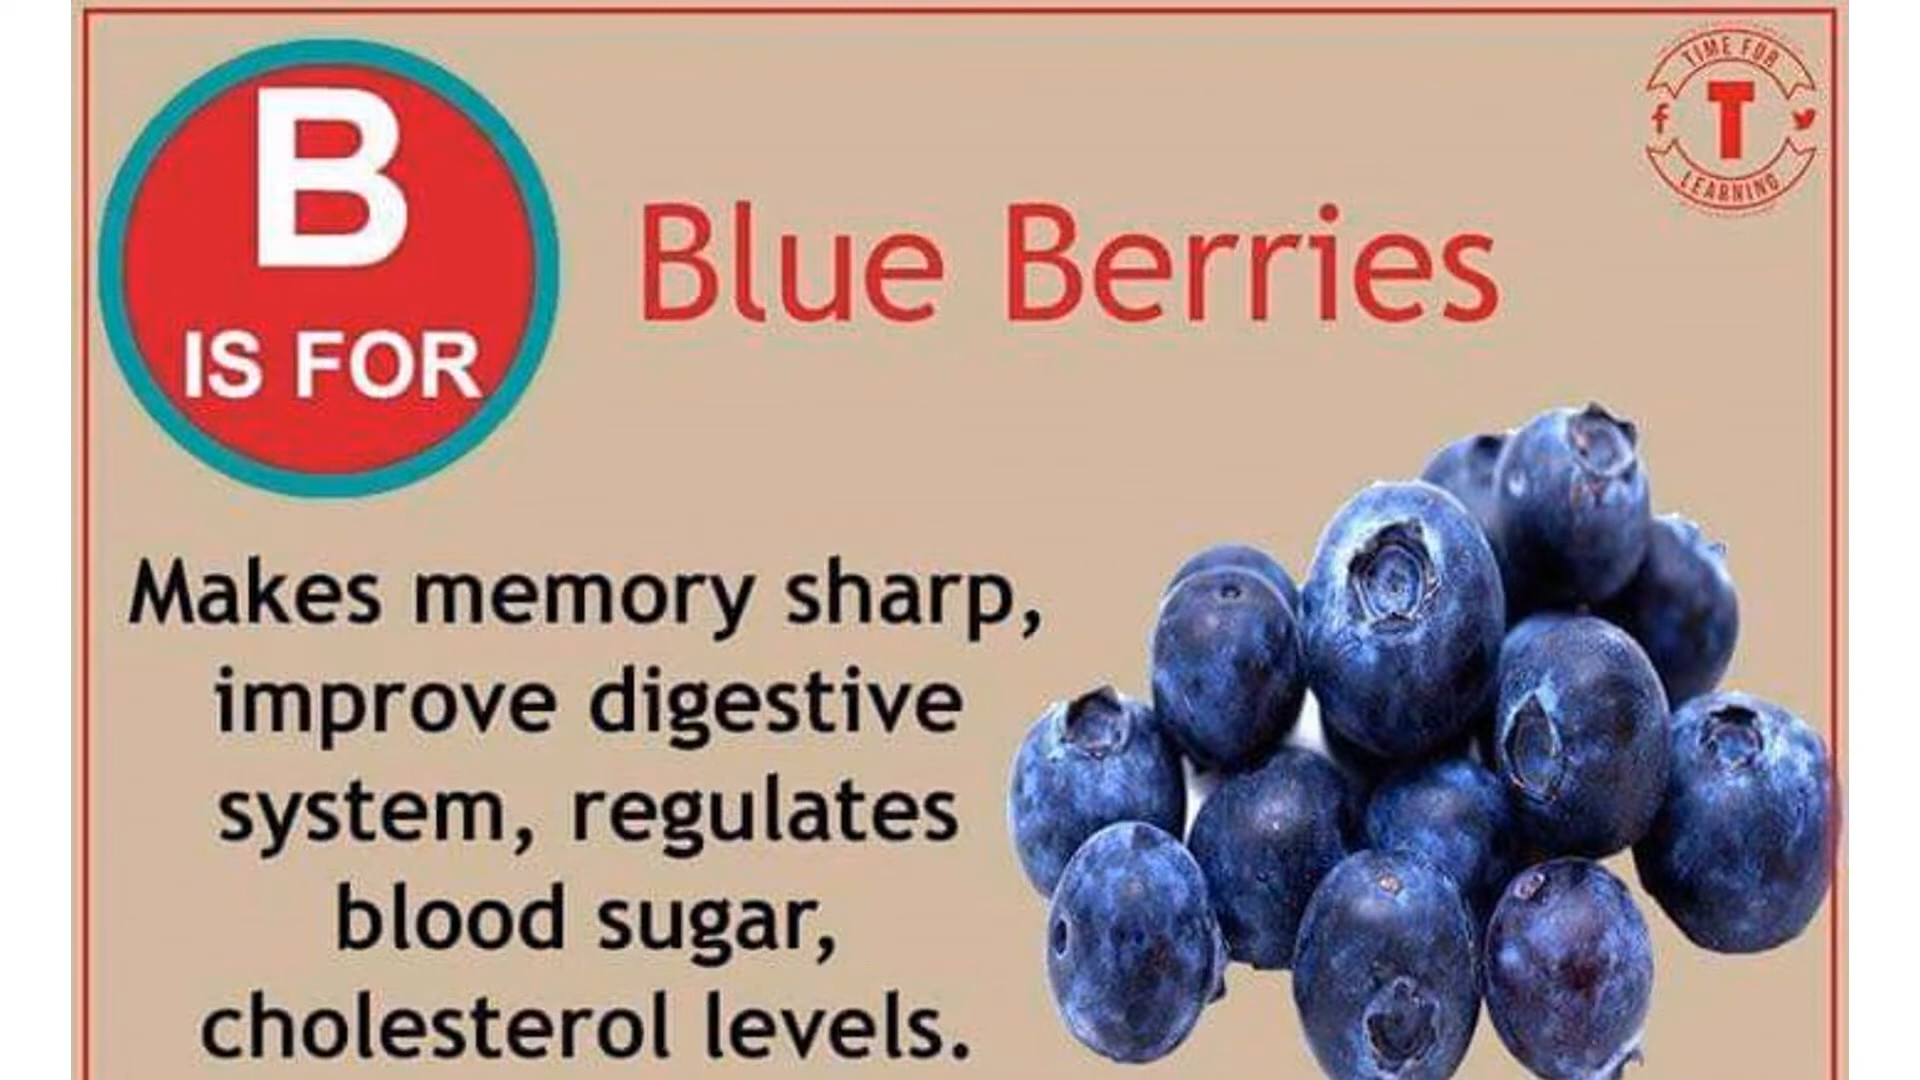 B
IS FOR
Blue Berries
TIME FOR
T
LEARNING
Makes memory sharp,
improve digestive
system, regulates
blood sugar,
cholesterol levels.